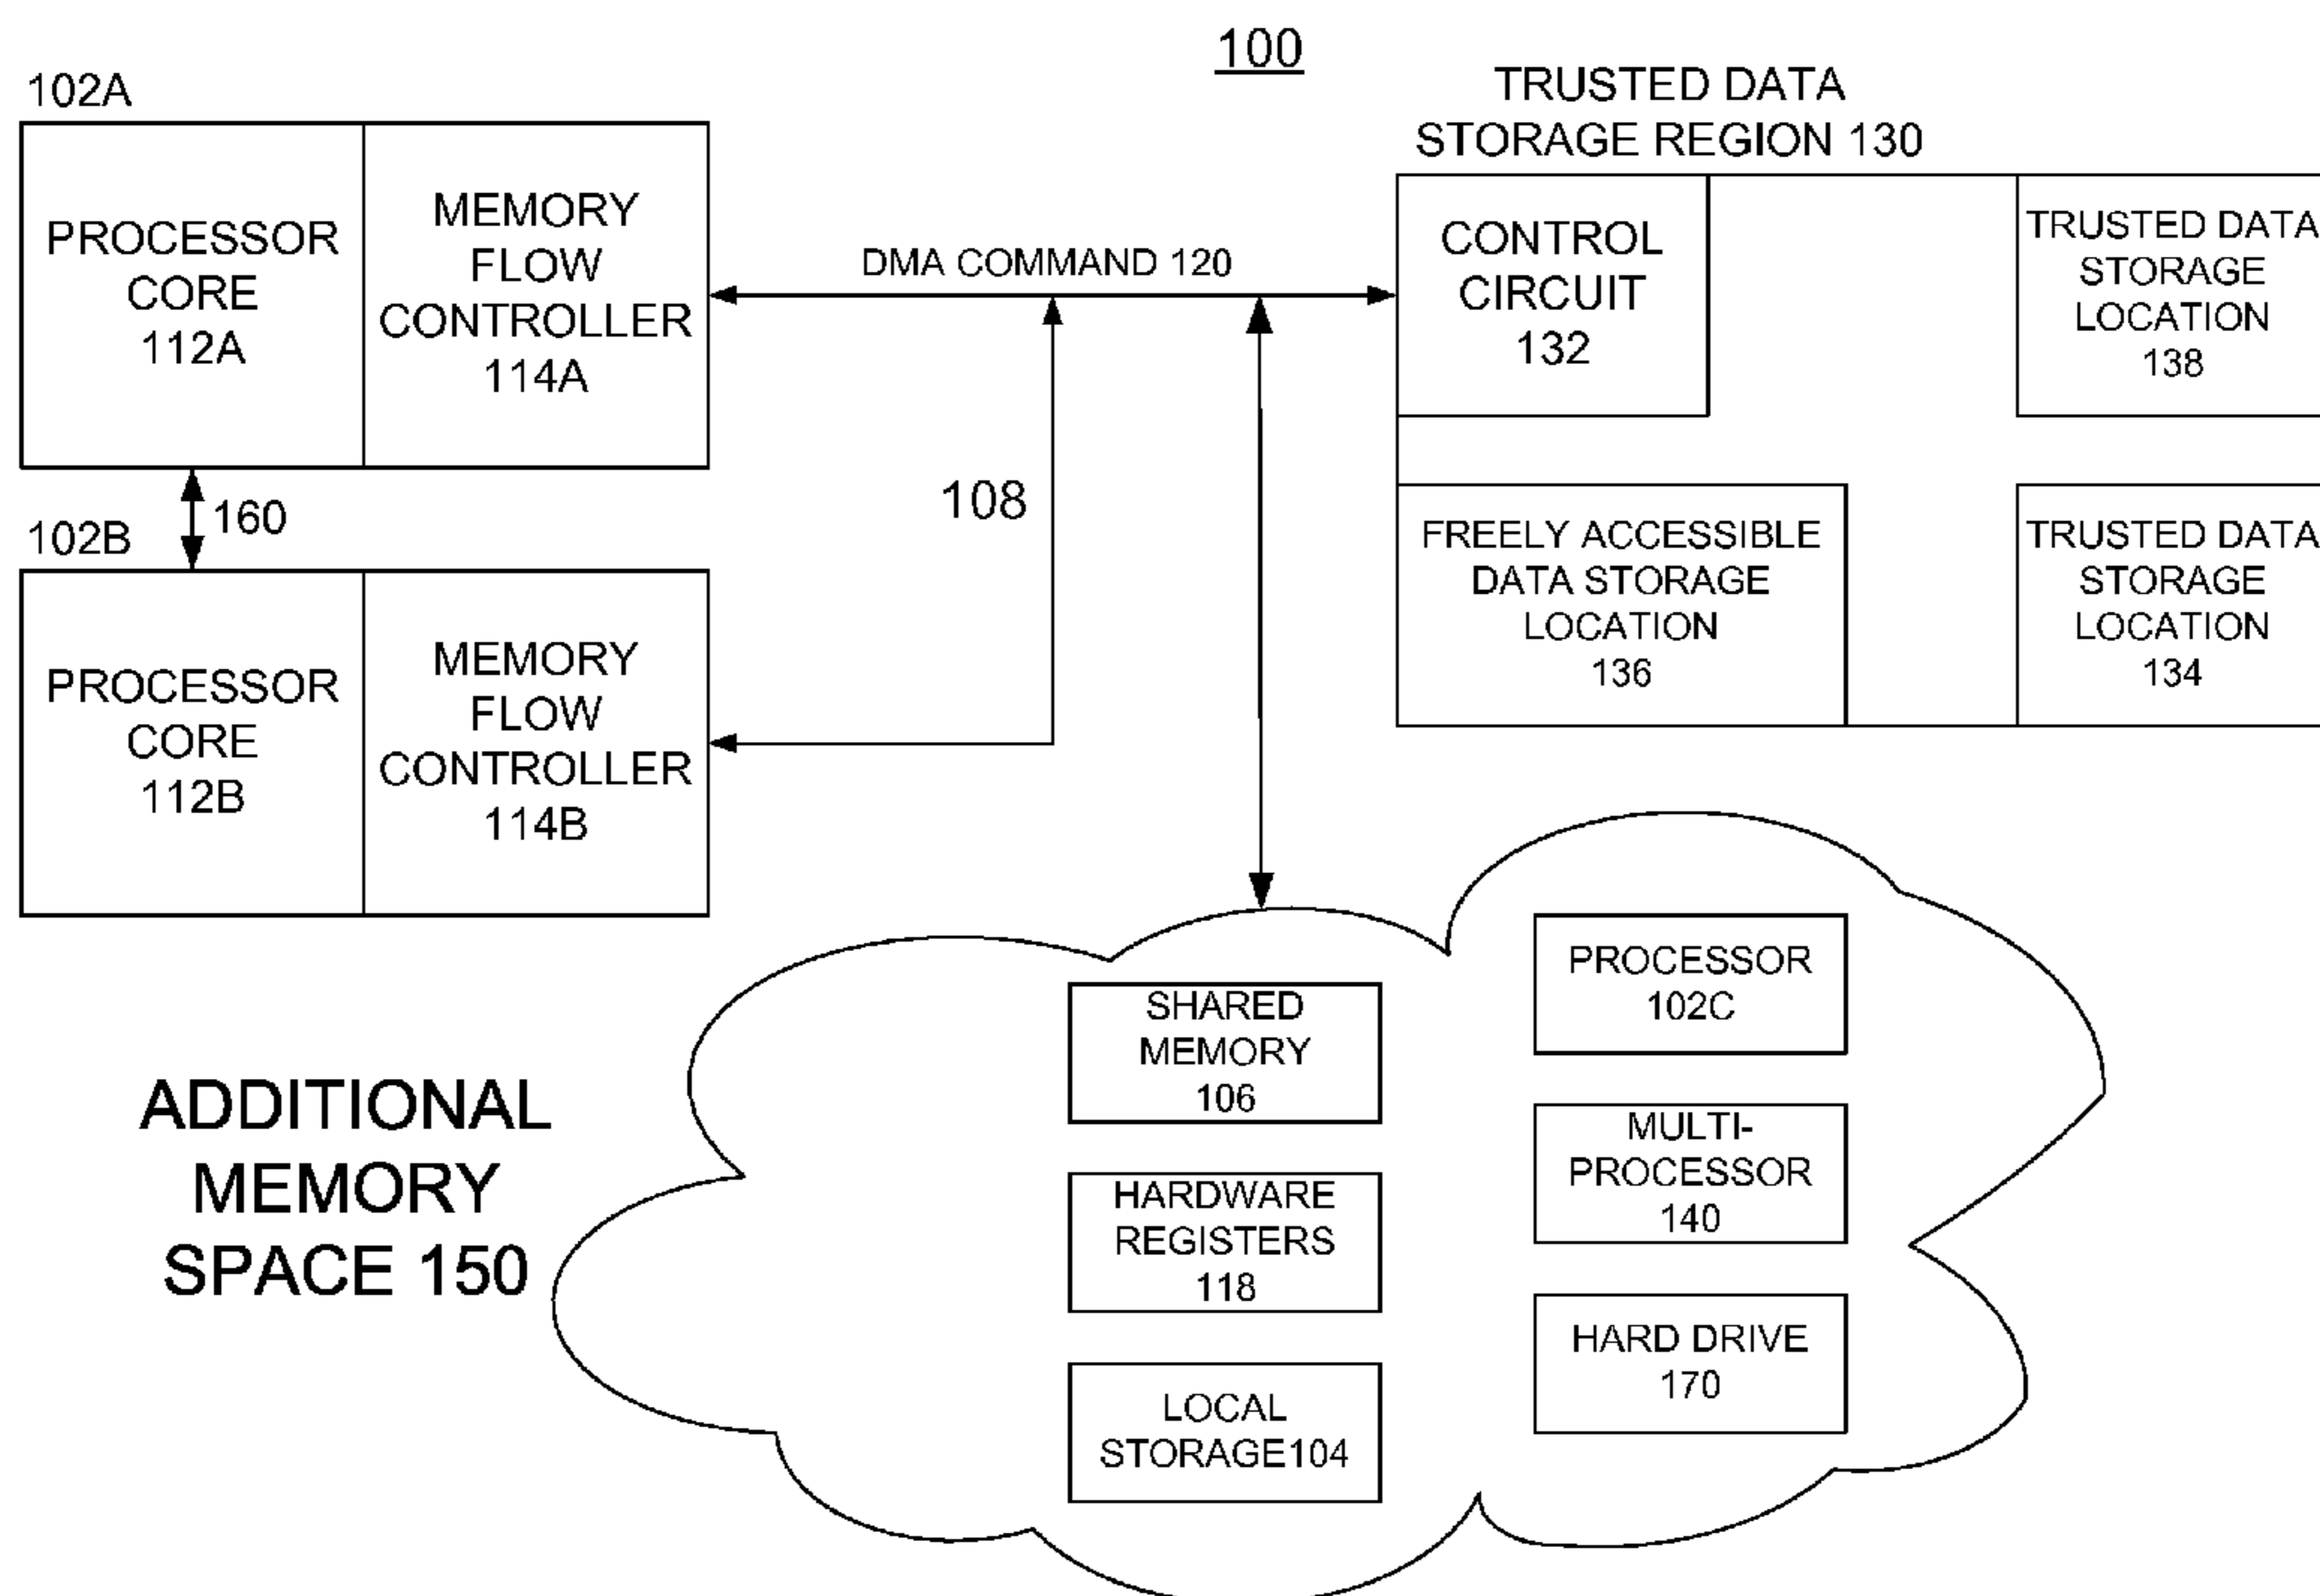 100
102A
PROCESSOR
CORE
112A
MEMORY
FLOW
CONTROLLER
114A
DMA COMMAND 120
TRUSTED DATA
STORAGE REGION 130
CONTROL
CIRCUIT
132
TRUSTED DATA
STORAGE
LOCATION
138
160
108
102B
PROCESSOR
CORE
112B
MEMORY
FLOW
CONTROLLER
114B
FREELY ACCESSIBLE
DATA STORAGE
LOCATION
136
TRUSTED DATA
STORAGE
LOCATION
134
ADDITIONAL
MEMORY
SPACE 150
SHARED
MEMORY
106
PROCESSOR
102C
HARDWARE
REGISTERS
118
MULTI-
PROCESSOR
140
LOCAL
STORAGE104
HARD DRIVE
170